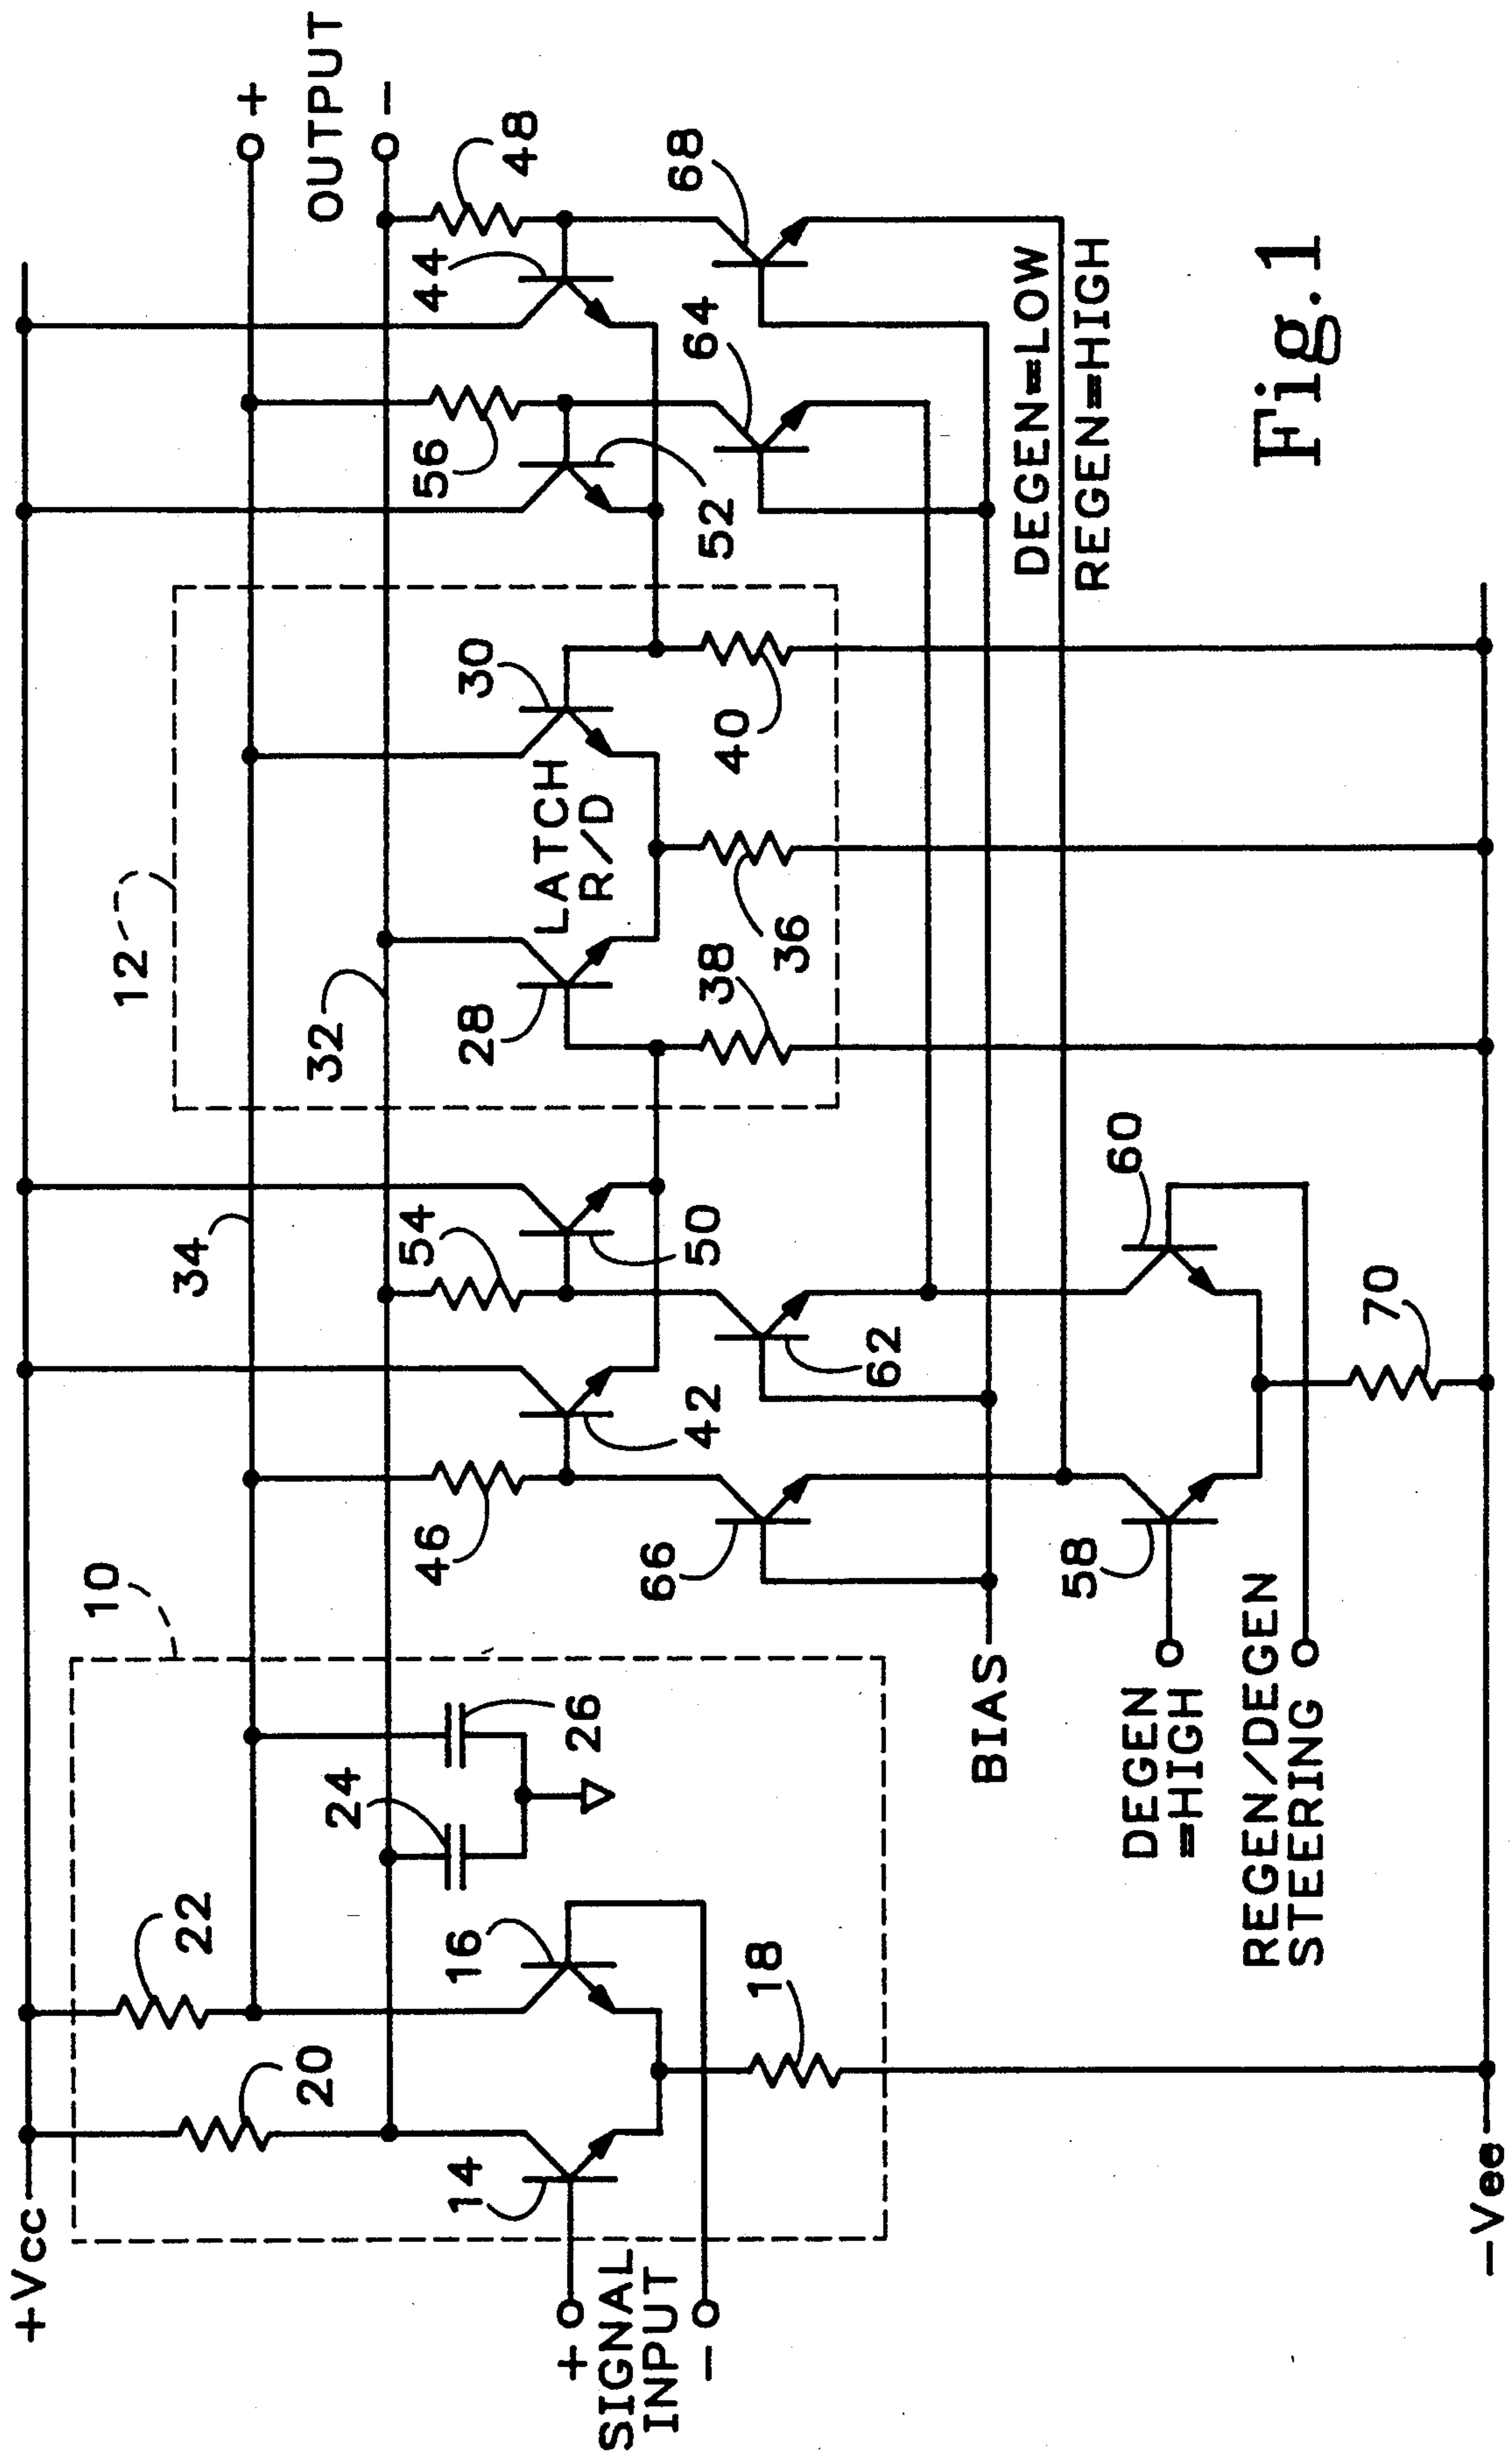 +Vcc
-Vee
10
22
20
14
16
18
24
26
+
SIGNAL
INPUT
-
34
32
12
46
54
42
50
66
62
BIAS
DEGEN
=HIGH
REGEN/DEGEN
STEERING
58
60
70
28
30
LATCH
R/D
38
36
40
56
52
44
48
64
68
+
OUTPUT
-
DEGEN=LOW
REGEN=HIGH
Fig.1